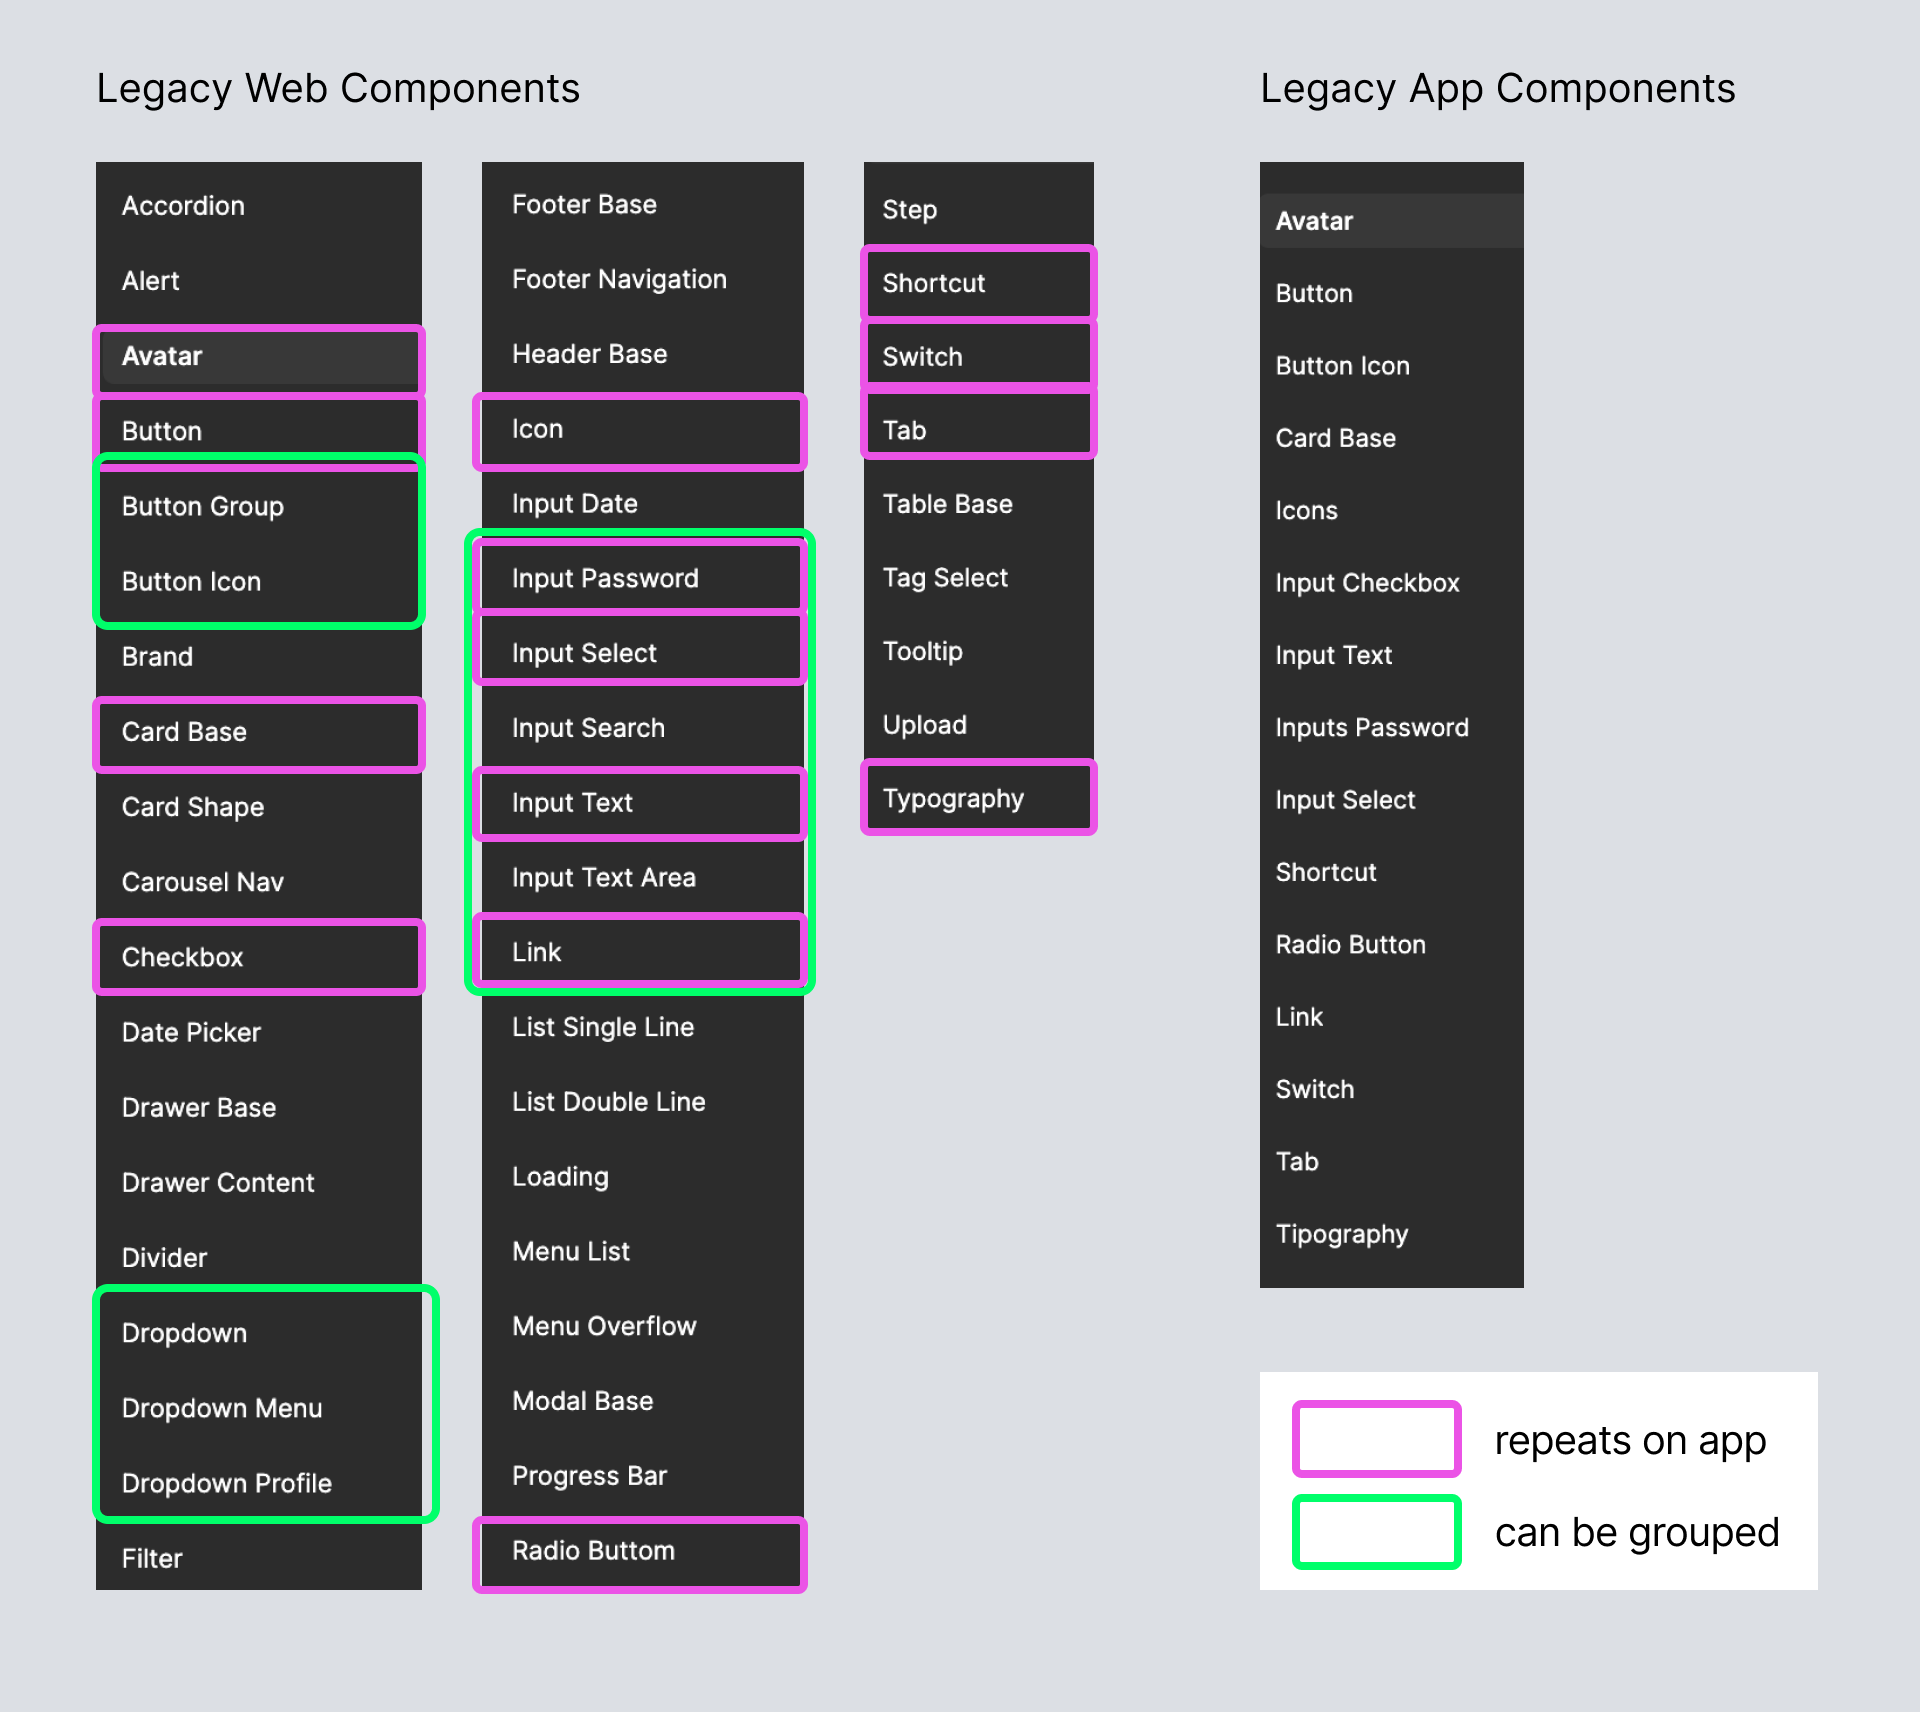 Legacy Web Components
Accordion
Alert
Avatar
Button
Button Group
Button Icon
Brand
Card Base
Card Shape
Carousel Nav
Checkbox
Date Picker
Drawer Base
Drawer Content
Divider
Dropdown
Dropdown Menu
Dropdown Profile
Filter
Footer Base
Footer Navigation
Header Base
Icon
Input Date
Input Password
Input Select
Input Search
Input Text
Input Text Area
Link
List Single Line
List Double Line
Loading
Menu List
Menu Overflow
Modal Base
Progress Bar
Radio Buttom
Step
Shortcut
Switch
Tab
Table Base
Tag Select
Tooltip
Upload
Typography
Legacy App Components
Avatar
Button
Button Icon
Card Base
Icons
Input Checkbox
Input Text
Inputs Password
Input Select
Shortcut
Radio Button
Link
Switch
Tab
Tipography
repeats on app
can be grouped